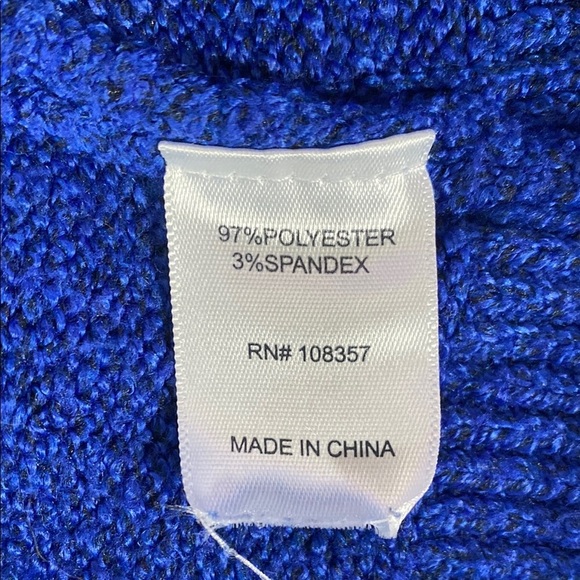 97%POLYESTER
3%SPANDEX
RN# 108357
MADE IN CHINA